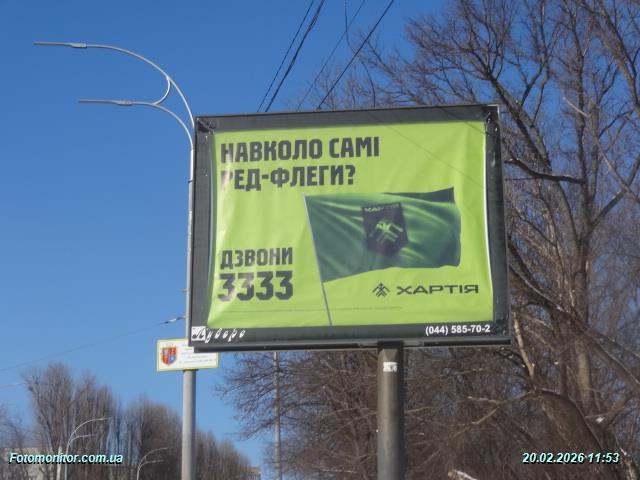 НАВКОЛО САМІ
РЕД-ФЛЕГИ?
ХАРТІЯ
ДЗВОНИ
3333
ХАРТІЯ
(044) 585-70-2
Fotomonitor.com.ua
20.02.2026 11:53